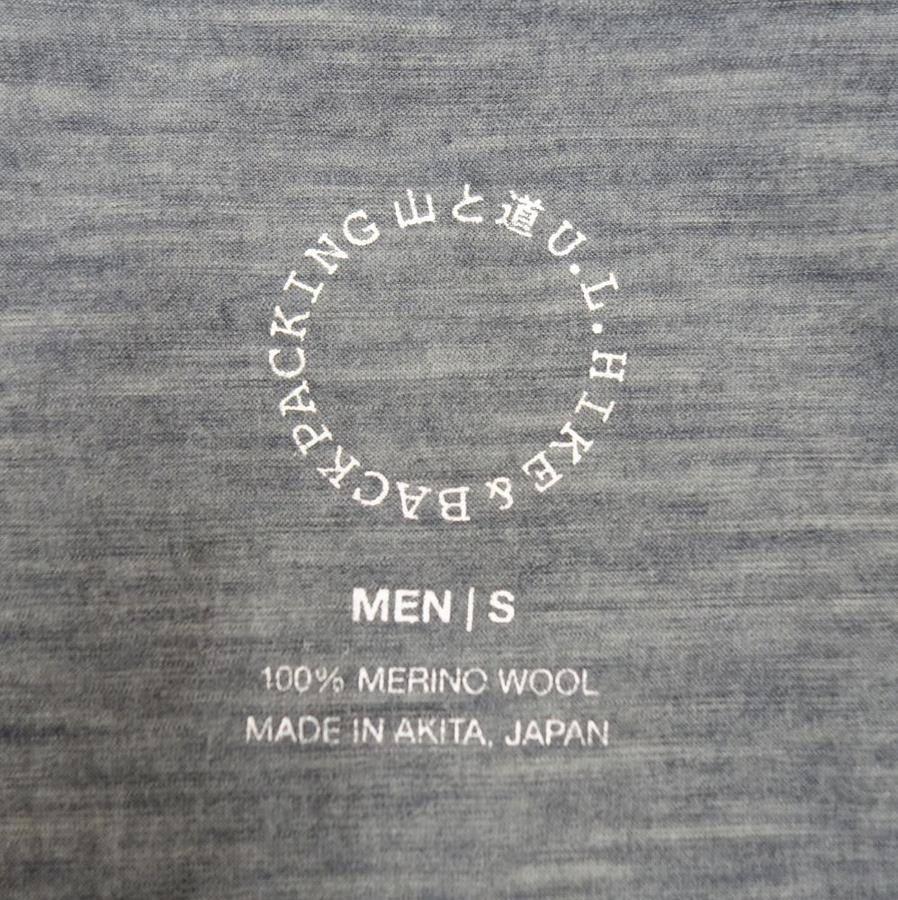 山と道 U.L. HIKE & BACKPACKING
MEN | S
100% MERINO WOOL
MADE IN AKITA, JAPAN